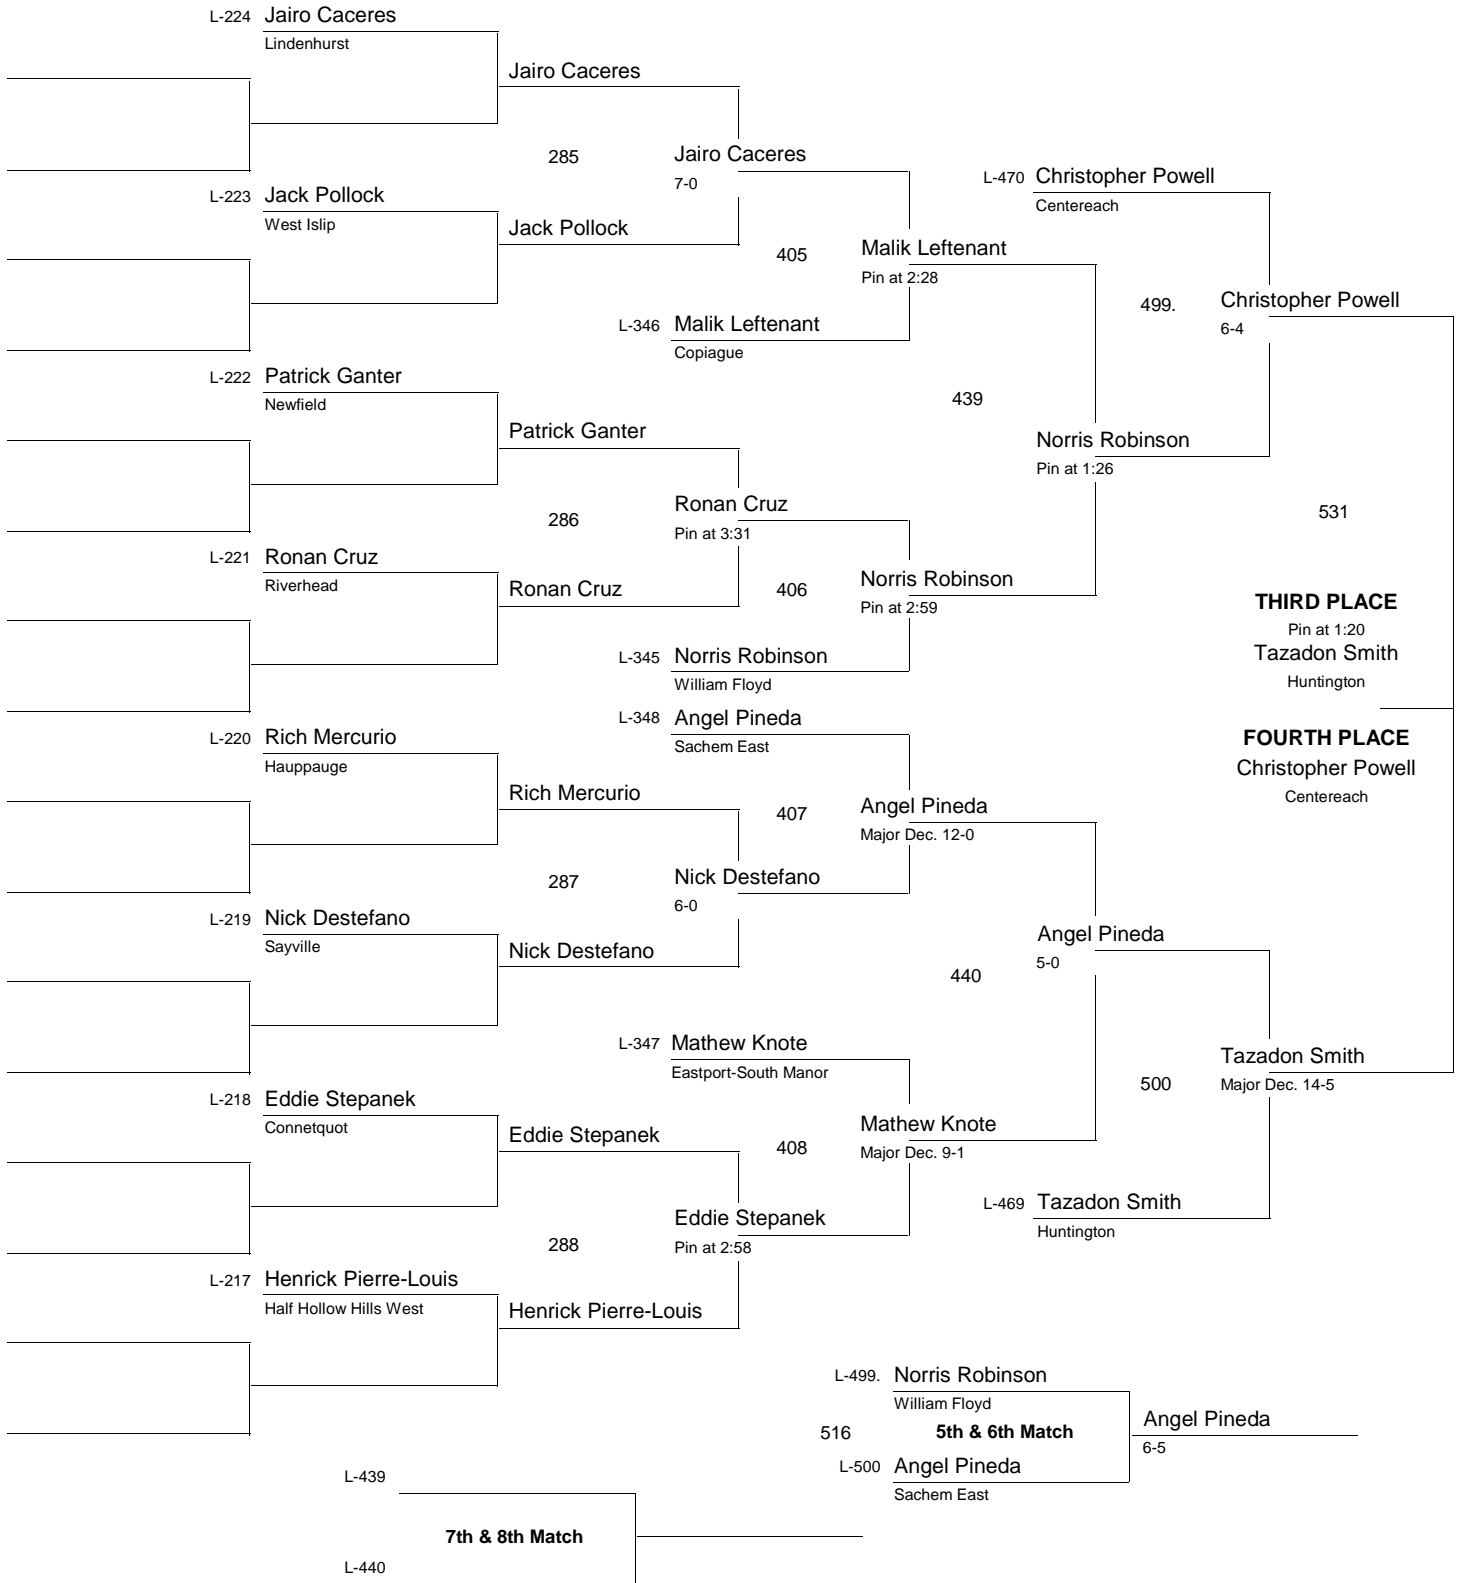 L-224 Jairo Caceres
Lindenhurst
Jairo Caceres
285
Jairo Caceres
7-0
L-223 Jack Pollock
West Islip
Jack Pollock
405
Malik Leftenant
Pin at 2:28
L-346 Malik Leftenant
Copiague
L-470 Christopher Powell
Centereach
499.
Christopher Powell
6-4
L-222 Patrick Ganter
Newfield
Patrick Ganter
439
Norris Robinson
Pin at 1:26
286
Ronan Cruz
Pin at 3:31
L-221 Ronan Cruz
Riverhead
Ronan Cruz
406
Norris Robinson
Pin at 2:59
L-345 Norris Robinson
William Floyd
531
THIRD PLACE
Pin at 1:20
Tazadon Smith
Huntington
FOURTH PLACE
Christopher Powell
Centereach
L-348 Angel Pineda
Sachem East
L-220 Rich Mercurio
Hauppauge
Rich Mercurio
407
Angel Pineda
Major Dec. 12-0
287
Nick Destefano
6-0
L-219 Nick Destefano
Sayville
Nick Destefano
440
Angel Pineda
5-0
L-347 Mathew Knote
Eastport-South Manor
500
Tazadon Smith
Major Dec. 14-5
L-218 Eddie Stepanek
Connetquot
Eddie Stepanek
408
Mathew Knote
Major Dec. 9-1
L-469 Tazadon Smith
Huntington
288
Eddie Stepanek
Pin at 2:58
L-217 Henrick Pierre-Louis
Half Hollow Hills West
Henrick Pierre-Louis
L-499. Norris Robinson
William Floyd
516
5th & 6th Match
Angel Pineda
6-5
L-500 Angel Pineda
Sachem East
L-439
7th & 8th Match
L-440